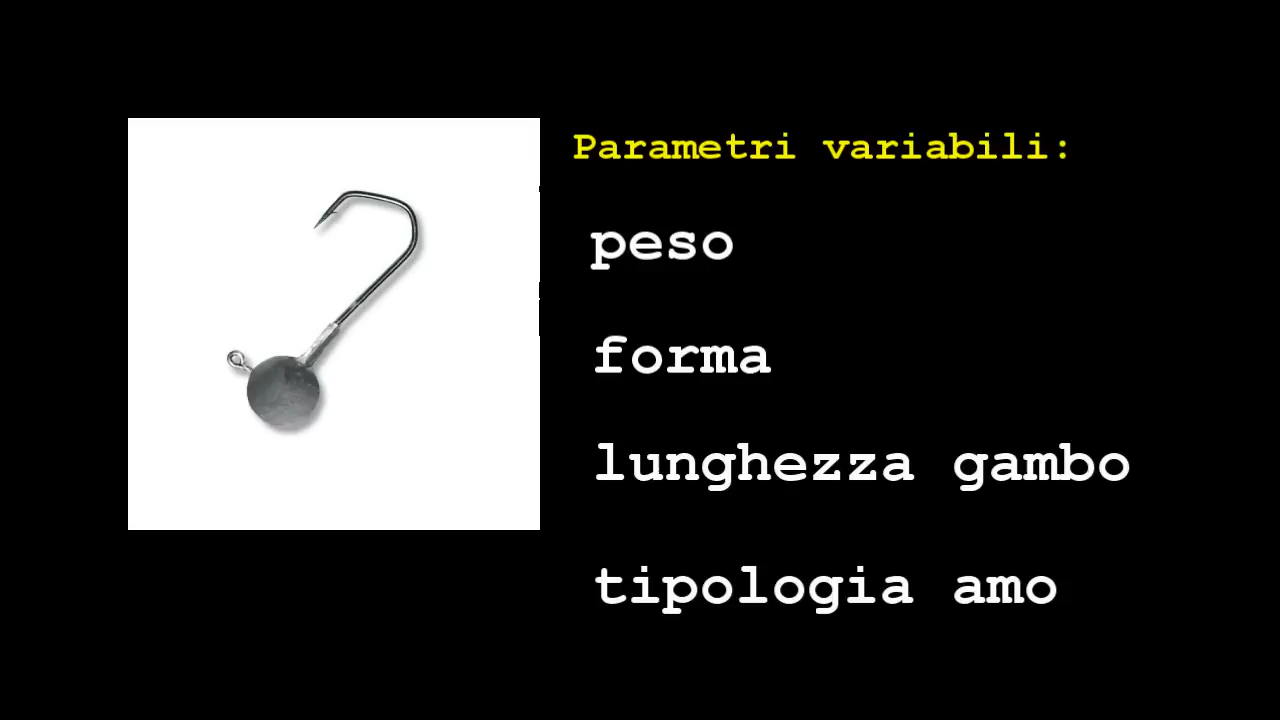 Parametri variabili:
peso
forma
lunghezza gambo
tipologia amo